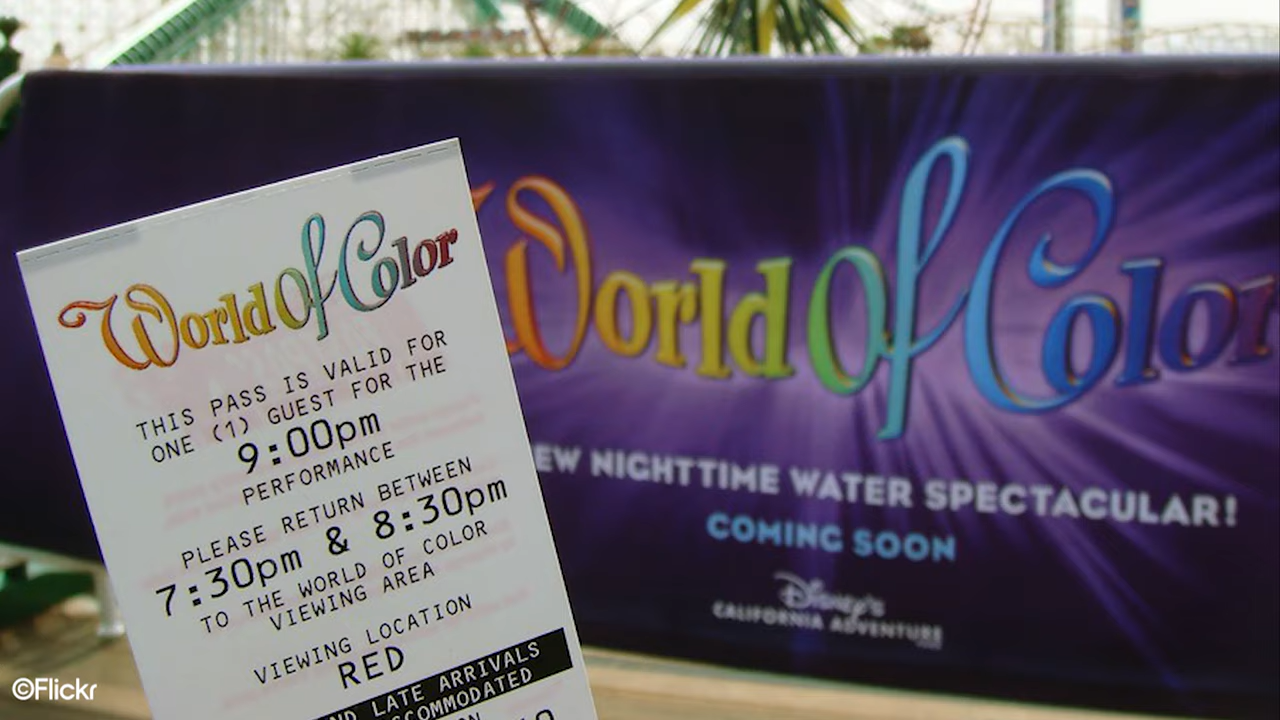 World Of Color
THIS PASS IS VALID FOR
ONE (1) GUEST FOR THE
9:00pm
PERFORMANCE
PLEASE RETURN BETWEEN
7:30pm & 8:30pm
TO THE WORLD OF COLOR
VIEWING AREA
VIEWING LOCATION
RED
LATE ARRIVALS
World Of Color
EW NIGHTTIME WATER SPECTACULAR!
COMING SOON
Disney's
CALIFORNIA ADVENTURE
©Flickr